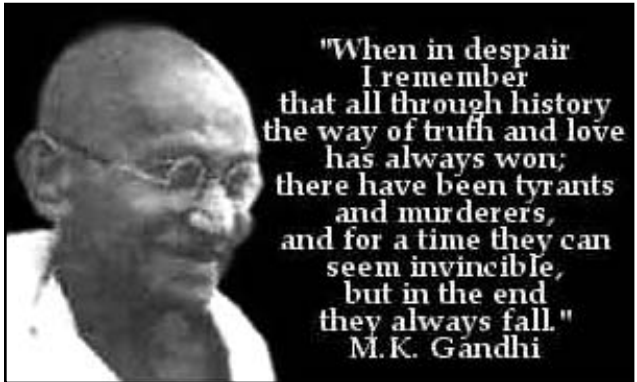 "When in despair
I remember
that all through history
the way of truth and love
has always won;
there have been tyrants
and murderers,
and for a time they can
seem invincible,
but in the end
they always fall."
M.K. Gandhi